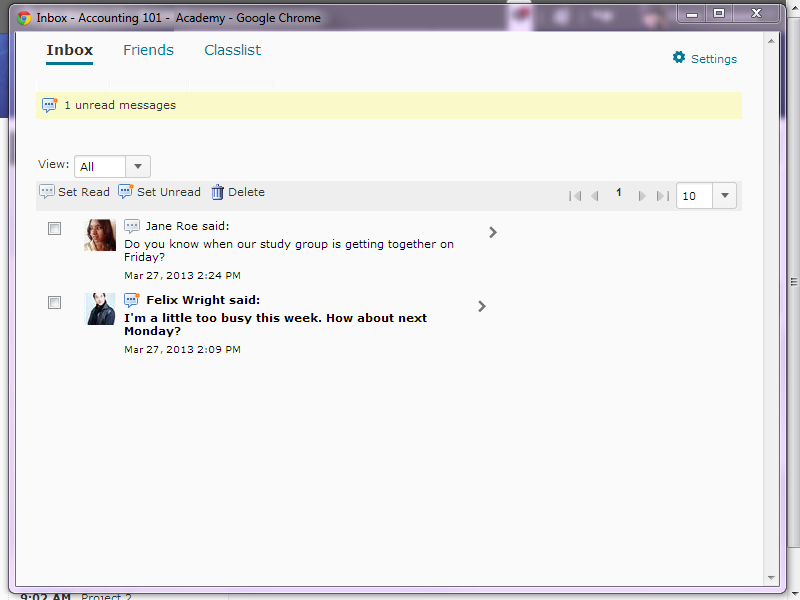 Inbox - Accounting 101 - Academy - Google Chrome
Inbox Friends Classlist
Settings
1 unread messages
View: All
Set Read Set Unread Delete 1 10
Jane Roe said:
Do you know when our study group is getting together on
Friday?
Mar 27, 2013 2:24 PM
Felix Wright said:
I'm a little too busy this week. How about next
Monday?
Mar 27, 2013 2:09 PM
9:02 AM Project 2